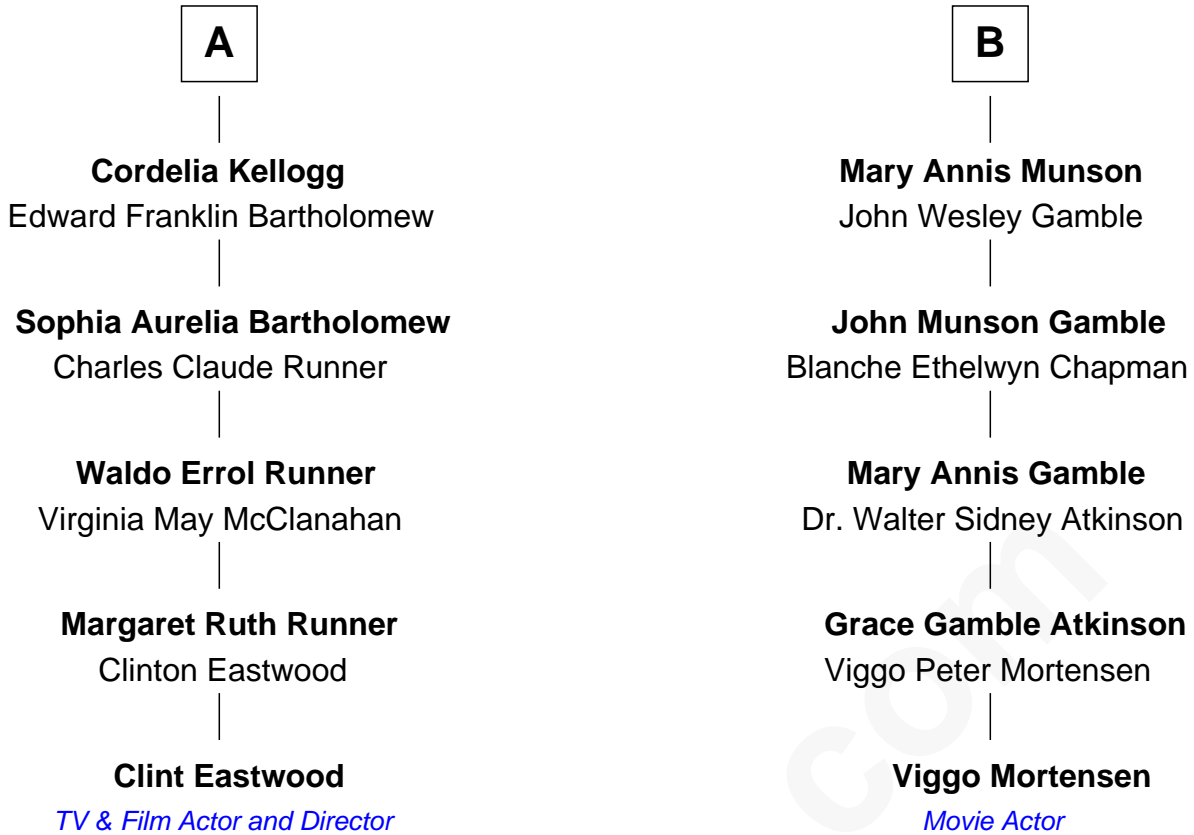 A
Cordelia Kellogg
Edward Franklin Bartholomew
Sophia Aurelia Bartholomew
Charles Claude Runner
Waldo Errol Runner
Virginia May McClanahan
Margaret Ruth Runner
Clinton Eastwood
Clint Eastwood
TV & Film Actor and Director
B
Mary Annis Munson
John Wesley Gamble
John Munson Gamble
Blanche Ethelwyn Chapman
Mary Annis Gamble
Dr. Walter Sidney Atkinson
Grace Gamble Atkinson
Viggo Peter Mortensen
Viggo Mortensen
Movie Actor
com